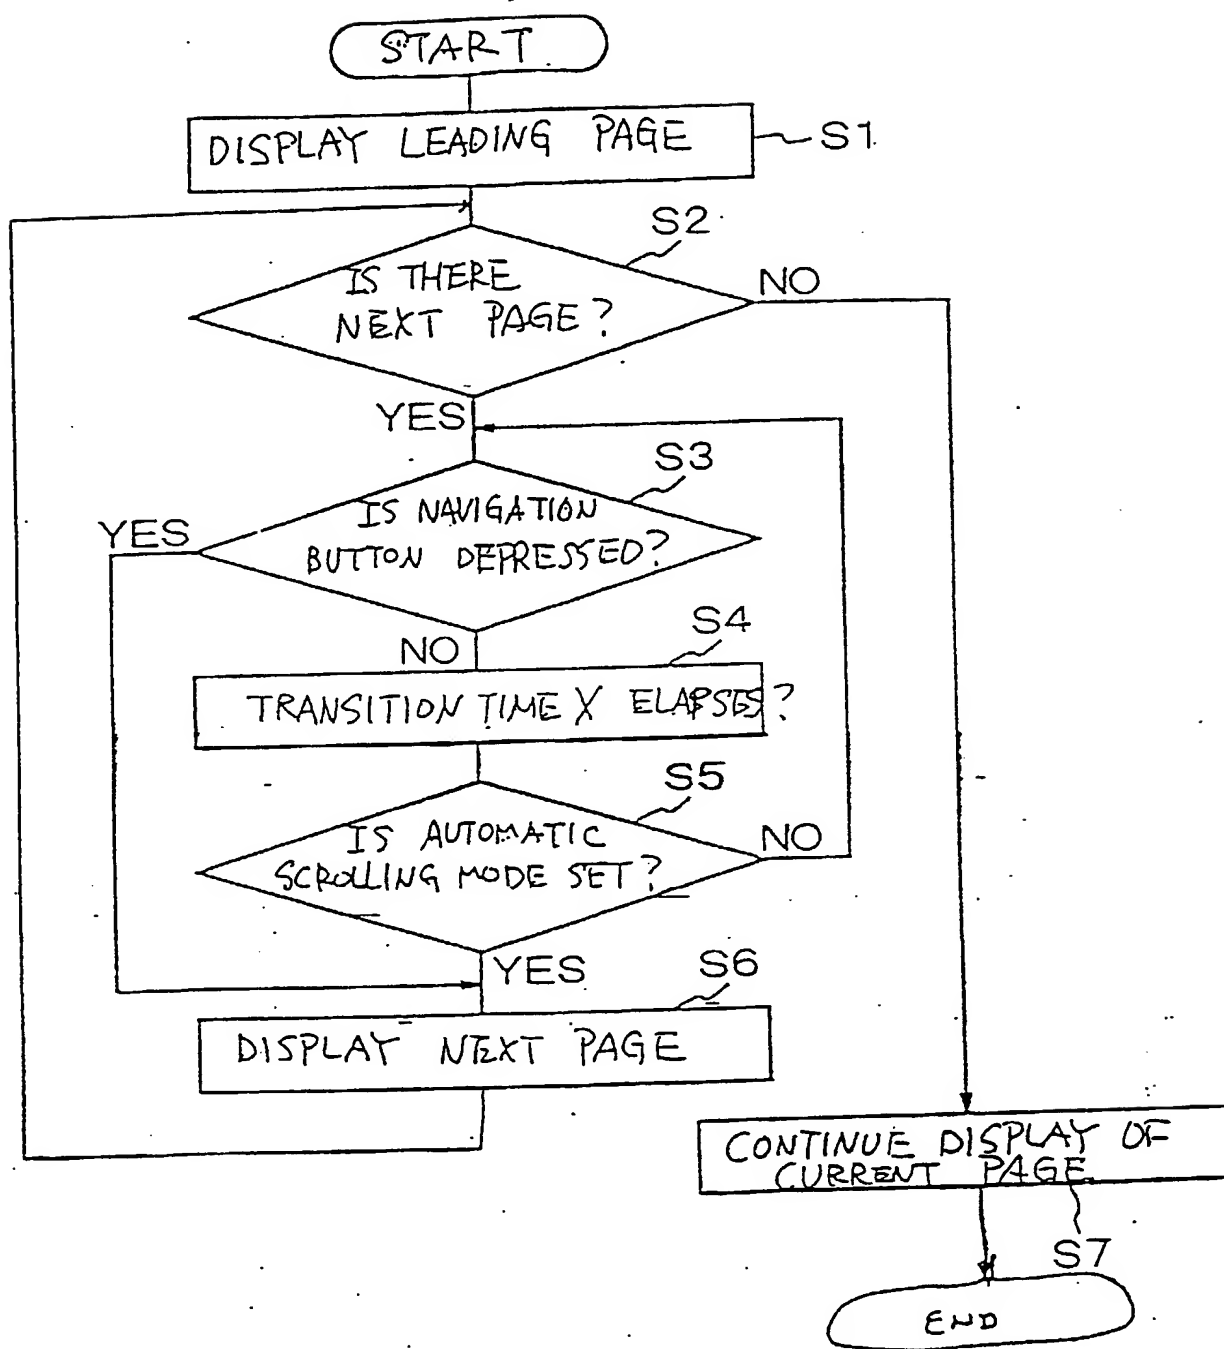 START
DISPLAY LEADING PAGE
S1
S2
IS THERE
NEXT PAGE?
NO
YES
S3
IS NAVIGATION
BUTTON DEPRESSED?
YES
NO
S4
TRANSITION TIME X ELAPSES?
S5
IS AUTOMATIC
SCROLLING MODE SET?
NO
YES
S6
DISPLAY NEXT PAGE
CONTINUE DISPLAY OF
CURRENT PAGE
S7
END